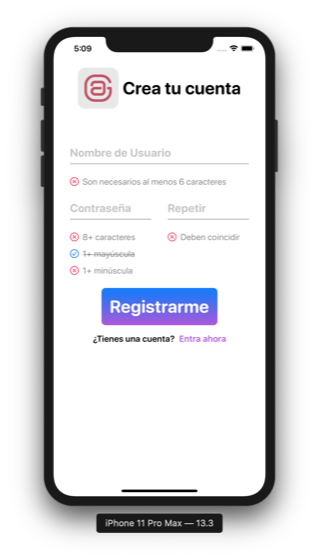 5:09
Crea tu cuenta
Nombre de Usuario
Son necesarios al menos 6 caracteres
Contraseña Repetir
8+ caracteres Deben coincidir
1+ mayúscula
1+ minúscula
Registrarme
¿Tienes una cuenta? Entra ahora
iPhone 11 Pro Max — 13.3